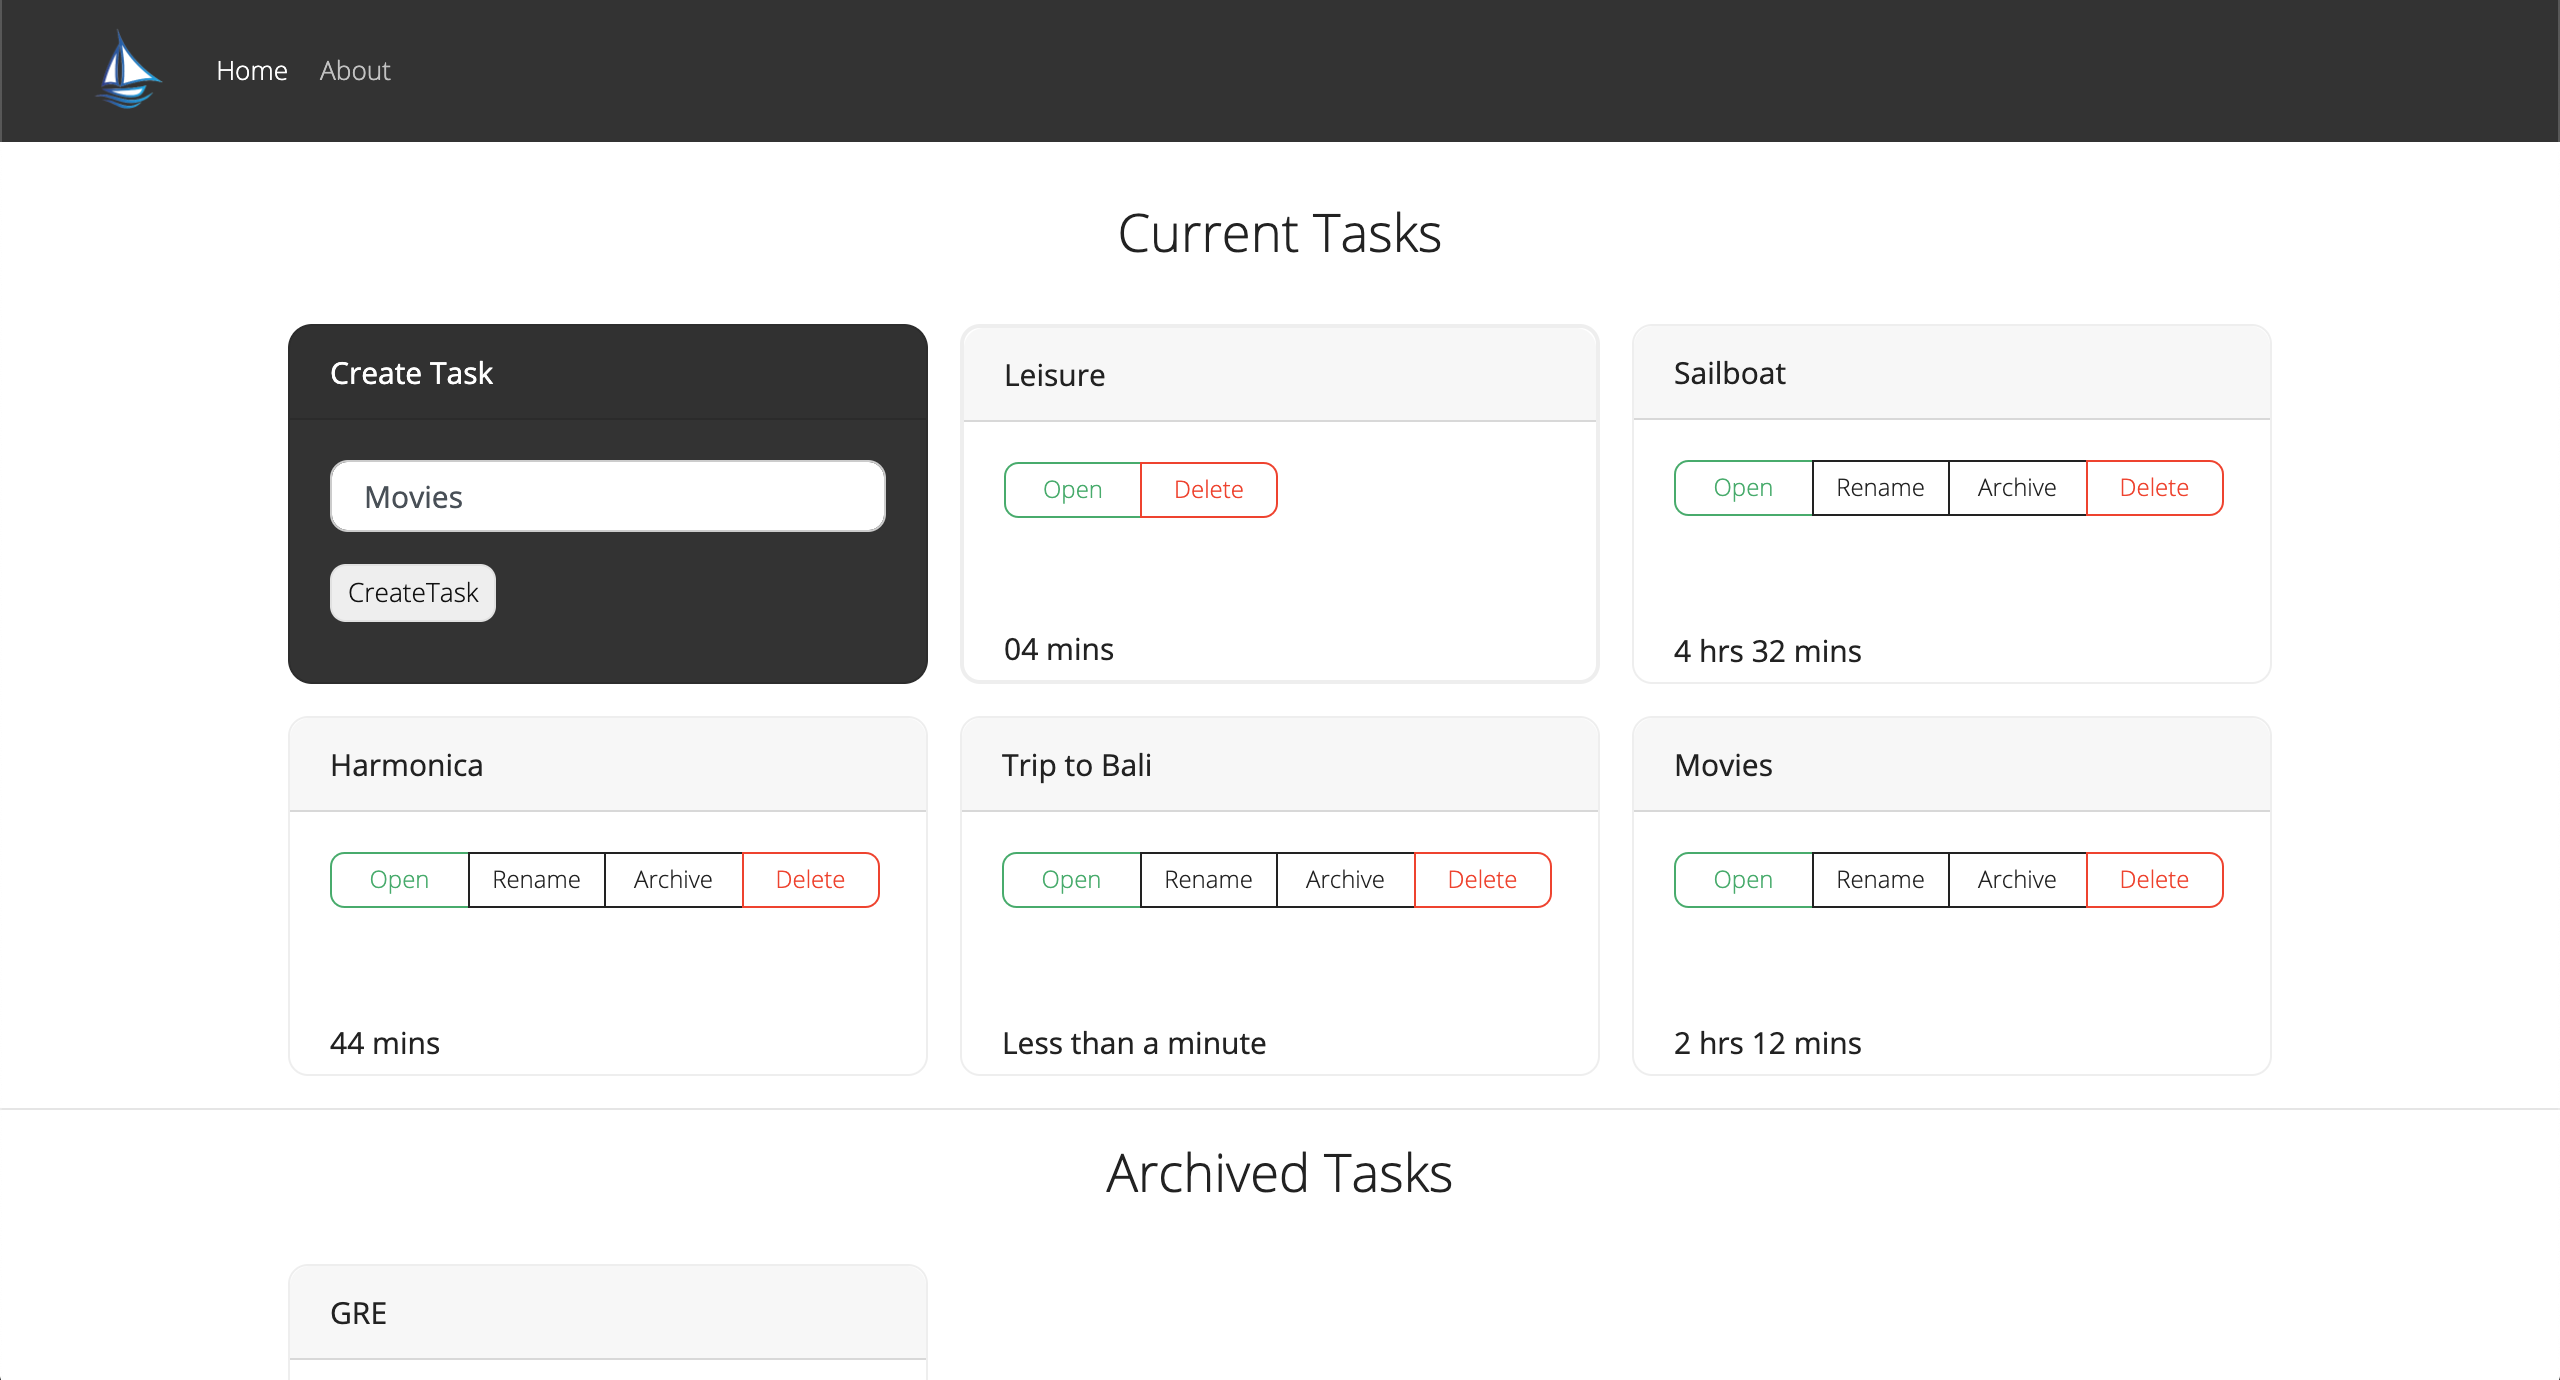 Home About
Current Tasks
Create Task
Movies
CreateTask
Leisure
Open Delete
04 mins
Sailboat
Open Rename Archive Delete
4 hrs 32 mins
Harmonica
Open Rename Archive Delete
44 mins
Trip to Bali
Open Rename Archive Delete
Less than a minute
Movies
Open Rename Archive Delete
2 hrs 12 mins
Archived Tasks
GRE